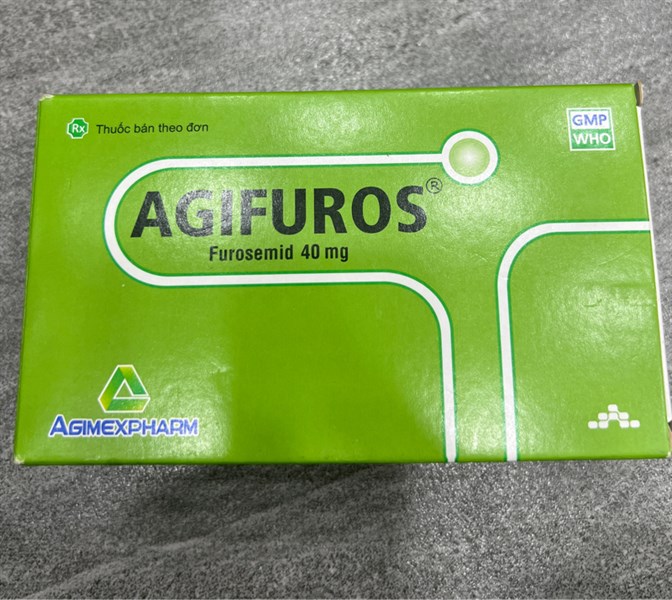 Rx Thuốc bán theo đơn
GMP
WHO
AGIFUROS®
Furosemid 40 mg
AGIMEXPHARM